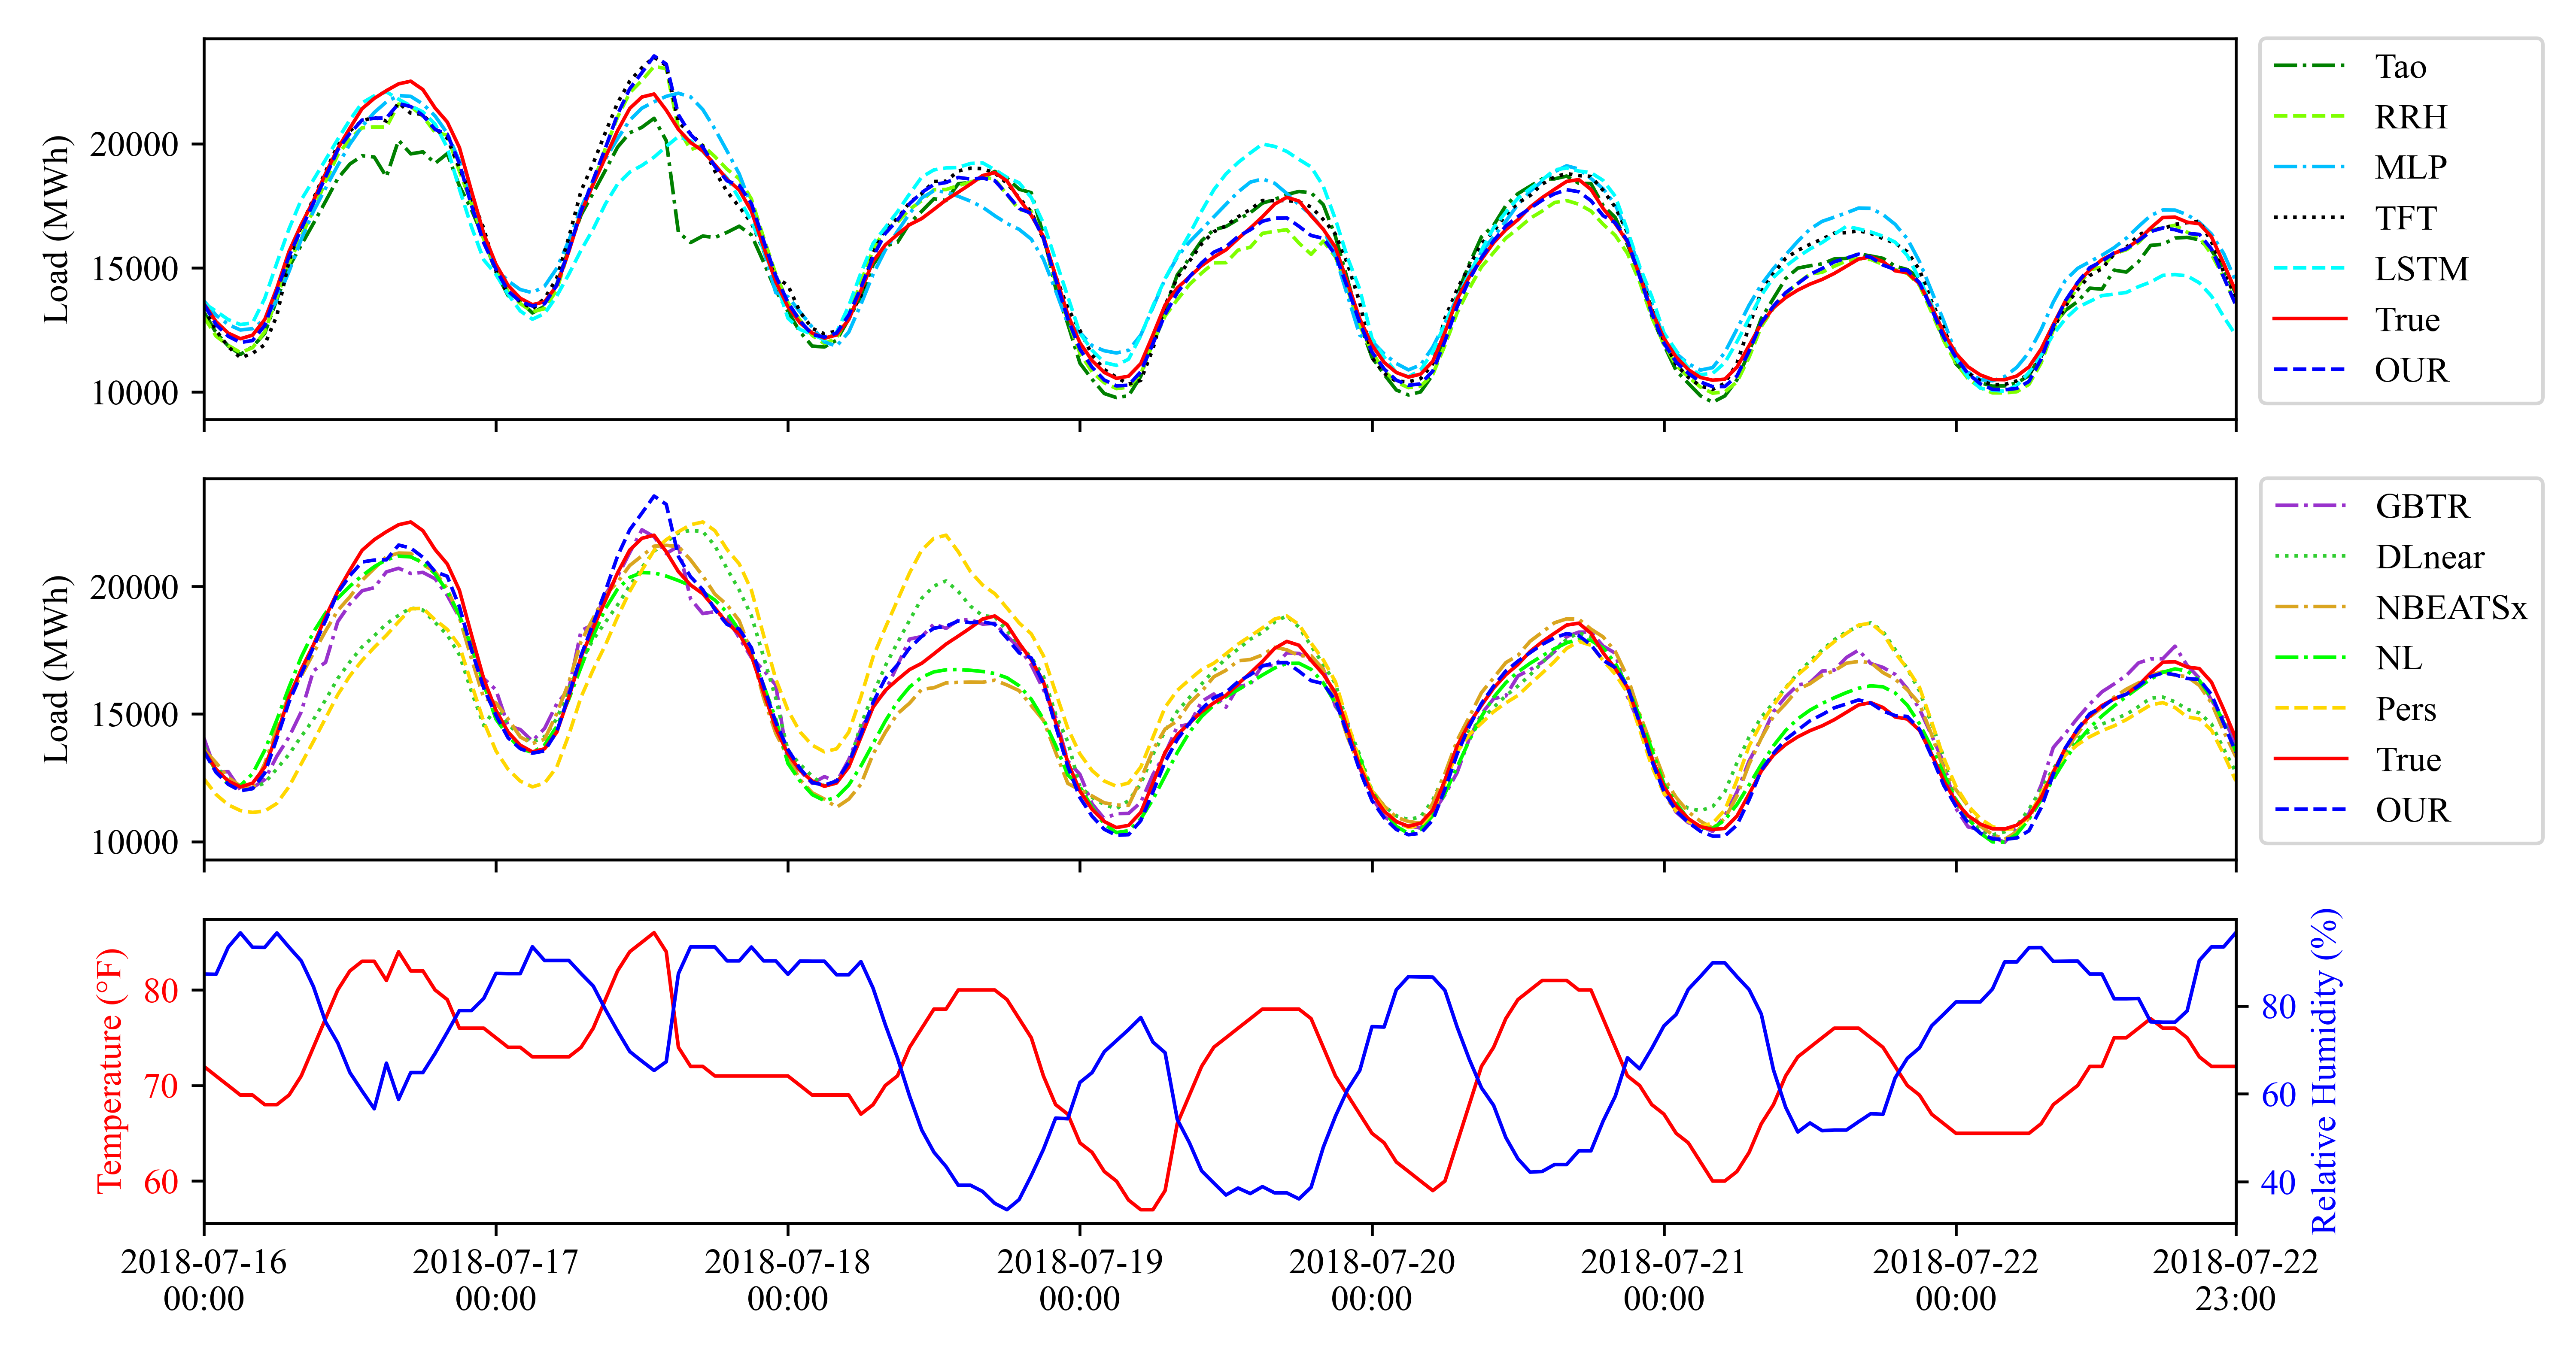 Load (MWh)
20000
15000
10000
Tao
RRH
MLP
TFT
LSTM
True
OUR
Load (MWh)
20000
15000
10000
GBTR
DLnear
NBEATSx
NL
Pers
True
OUR
Temperature (°F)
80
70
60
80
60
40
Relative Humidity (%)
2018-07-16 2018-07-17 2018-07-18 2018-07-19 2018-07-20 2018-07-21 2018-07-22 2018-07-22
00:00 00:00 00:00 00:00 00:00 00:00 00:00 23:00